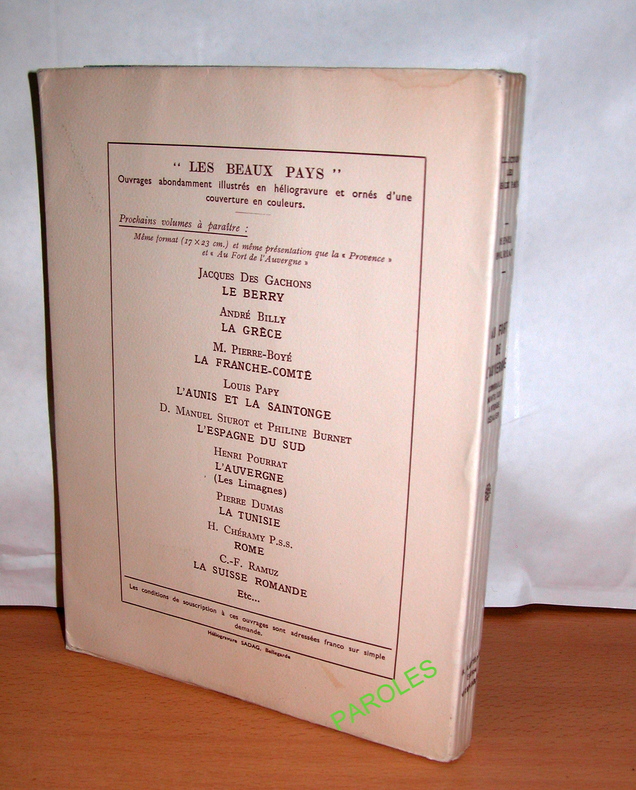 " LES BEAUX PAYS "
Ouvrages abondamment illustrés en héliogravure et ornés d'une
couverture en couleurs.
Prochains volumes à paraître :
Même format (17 × 23 cm.) et même présentation que la « Provence »
et « Au Fort de l'Auvergne »
Jacques Des Gachons
LE BERRY
André Billy
LA GRÈCE
M. Pierre-Boyé
LA FRANCHE-COMTÉ
Louis Papy
L'AUNIS ET LA SAINTONGE
D. Manuel Siurot et Philine Burnet
L'ESPAGNE DU SUD
Henri Pourrat
L'AUVERGNE
(Les Limagnes)
Pierre Dumas
LA TUNISIE
H. Chéramy P.s.s.
ROME
C.-F. Ramuz
LA SUISSE ROMANDE
Etc...
Les conditions de souscription à ces ouvrages sont adressées franco sur simple
demande.
Héliogravure SADAG, Bellegarde
PAROLES